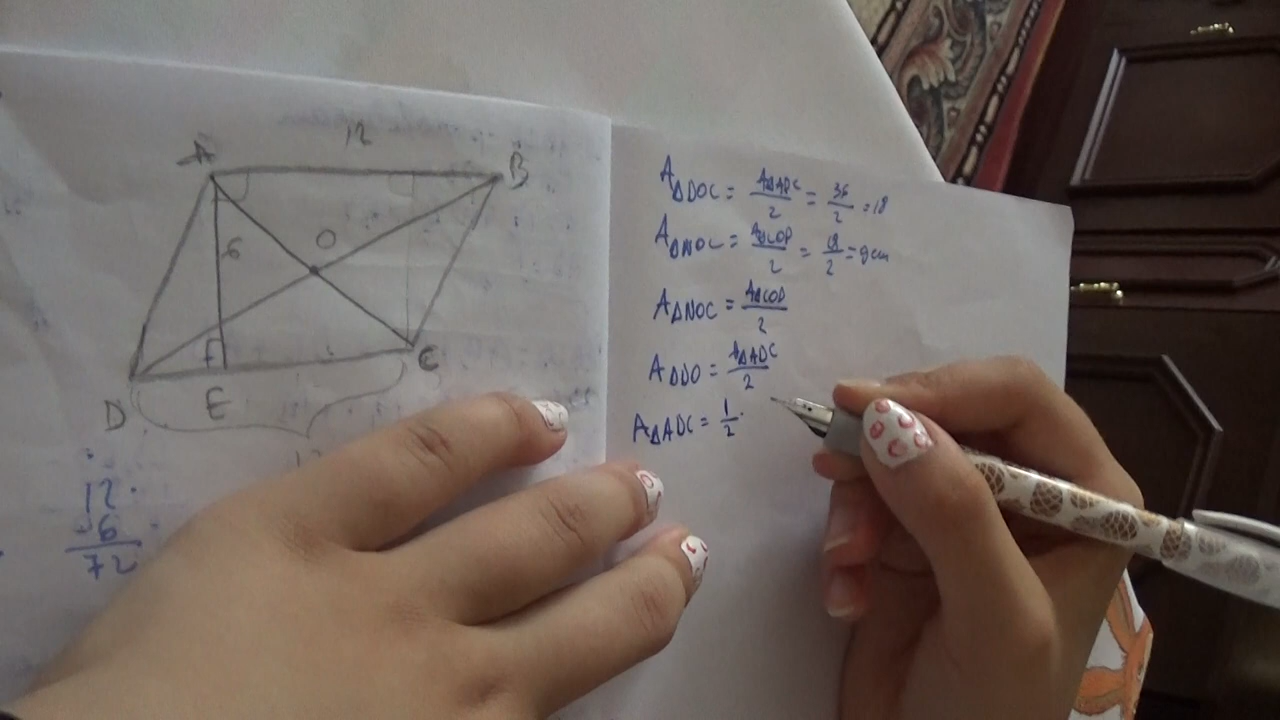 12
A
B
6
O
C
D
E
12
- 6
72
A△DOC = A△ADC/2 = 36/2 = 18
A△NOC = A△COD/2 = 18/2 = 9cm
A△NOC = A△COD/2
A△DO = A△ADC/2
A△ADC = 1/2 ·